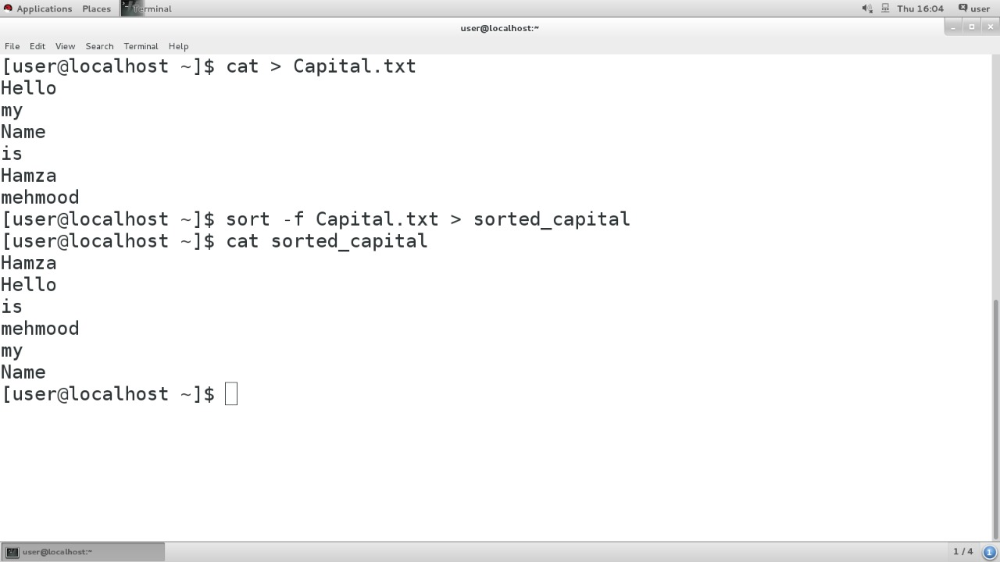 Applications Places Terminal Thu 16:04 user
user@localhost:~
File Edit View Search Terminal Help
[user@localhost ~]$ cat > Capital.txt
Hello
my
Name
is
Hamza
mehmood
[user@localhost ~]$ sort -f Capital.txt > sorted_capital
[user@localhost ~]$ cat sorted_capital
Hamza
Hello
is
mehmood
my
Name
[user@localhost ~]$
user@localhost:~ 1 / 4 1